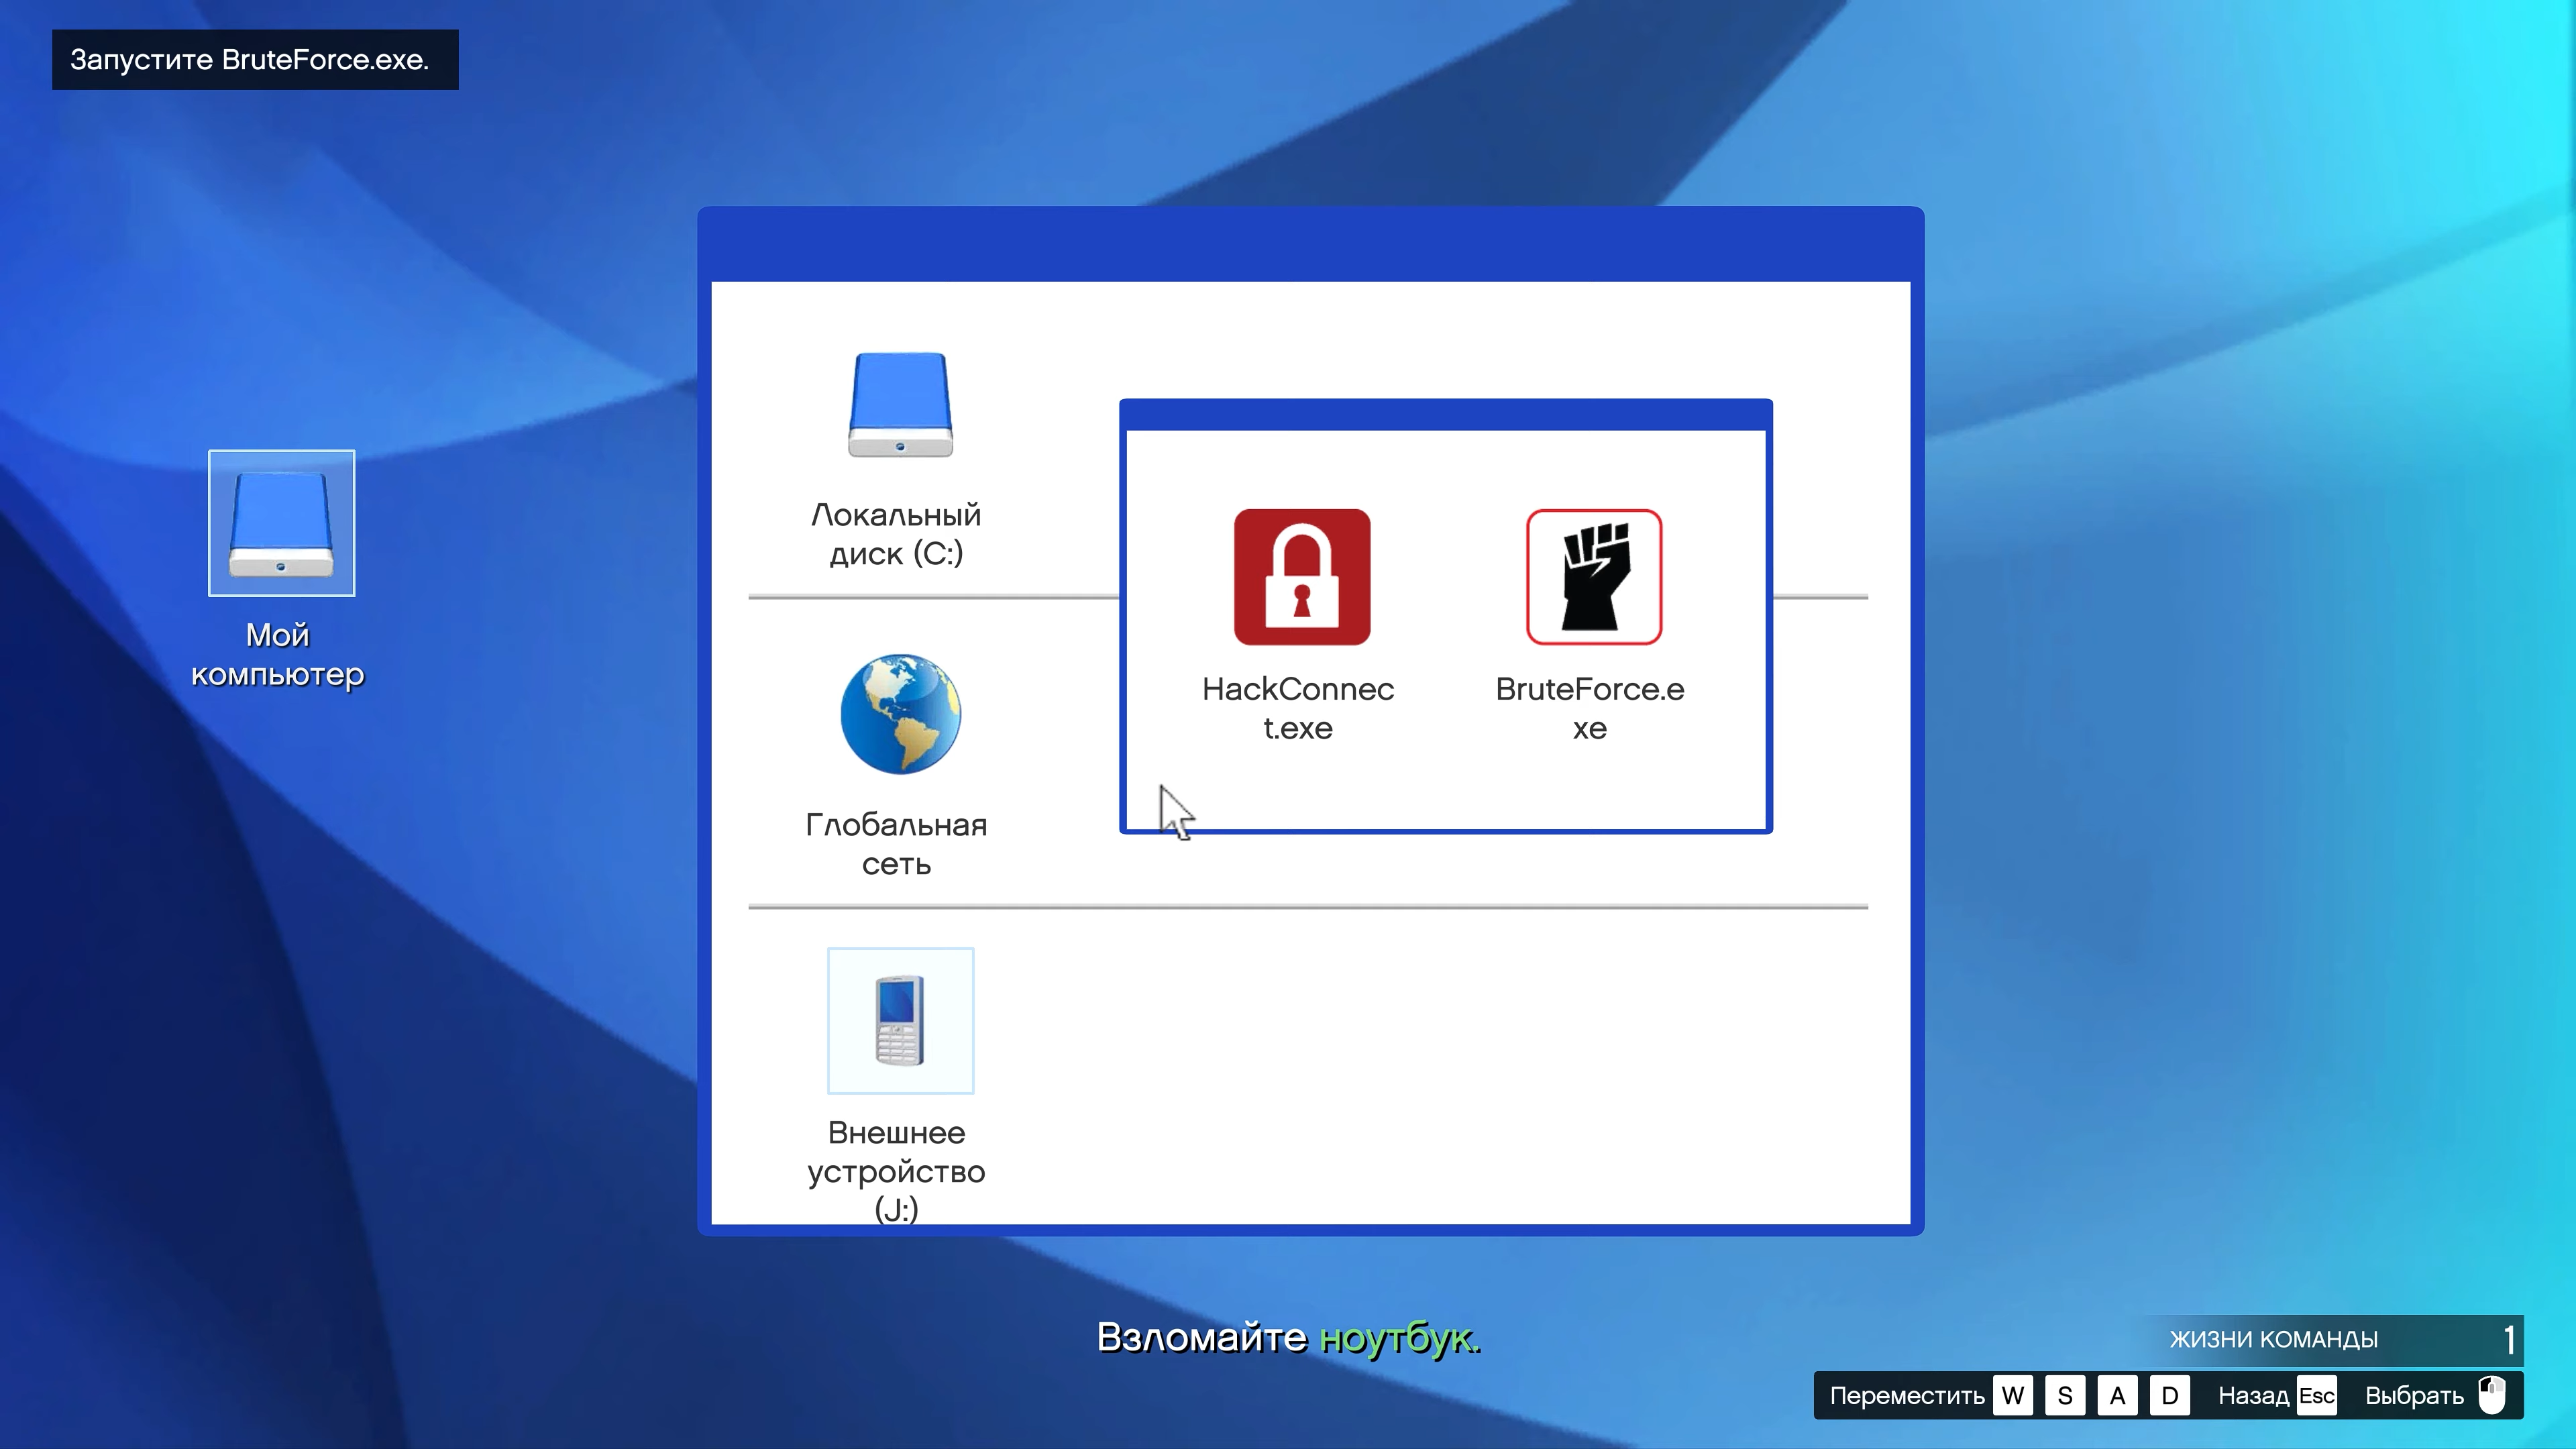 Запустите BruteForce.exe.
Мой
компьютер
Локальный
диск (C:)
HackConnec
t.exe
BruteForce.e
xe
Глобальная
сеть
Внешнее
устройство
(J:)
Взломайте ноутбук.
ЖИЗНИ КОМАНДЫ 1
Переместить W S A D Назад Esc Выбрать